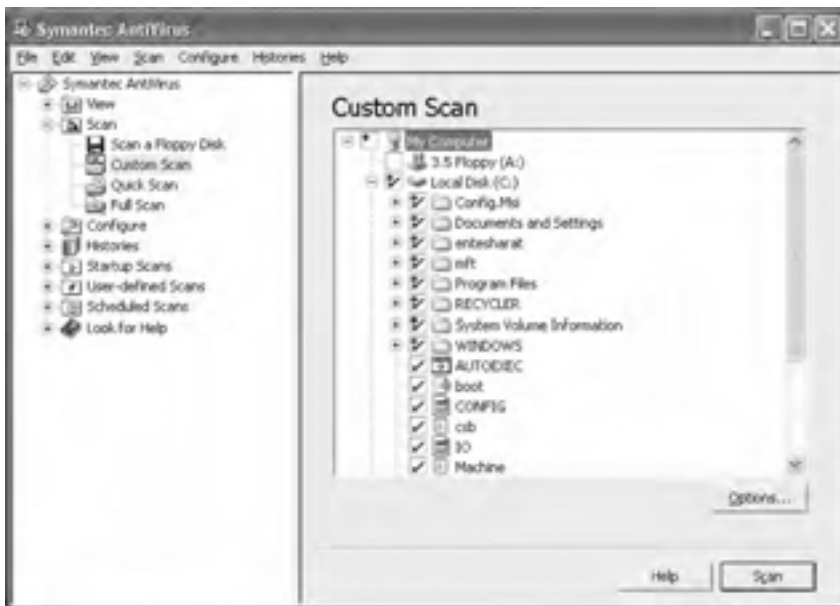 Symantec AntiVirus
File Edit View Scan Configure Histories Help
Symantec AntiVirus
View
Scan
Scan a Floppy Disk
Custom Scan
Quick Scan
Full Scan
Configure
Histories
Startup Scans
User-defined Scans
Scheduled Scans
Look for Help
Custom Scan
My Computer
3.5 Floppy (A:)
Local Disk (C:)
Config.Msi
Documents and Settings
entesharat
mft
Program Files
RECYCLER
System Volume Information
WINDOWS
AUTOEXEC
boot
CONFIG
csb
IO
Machine
Options...
Help
Scan